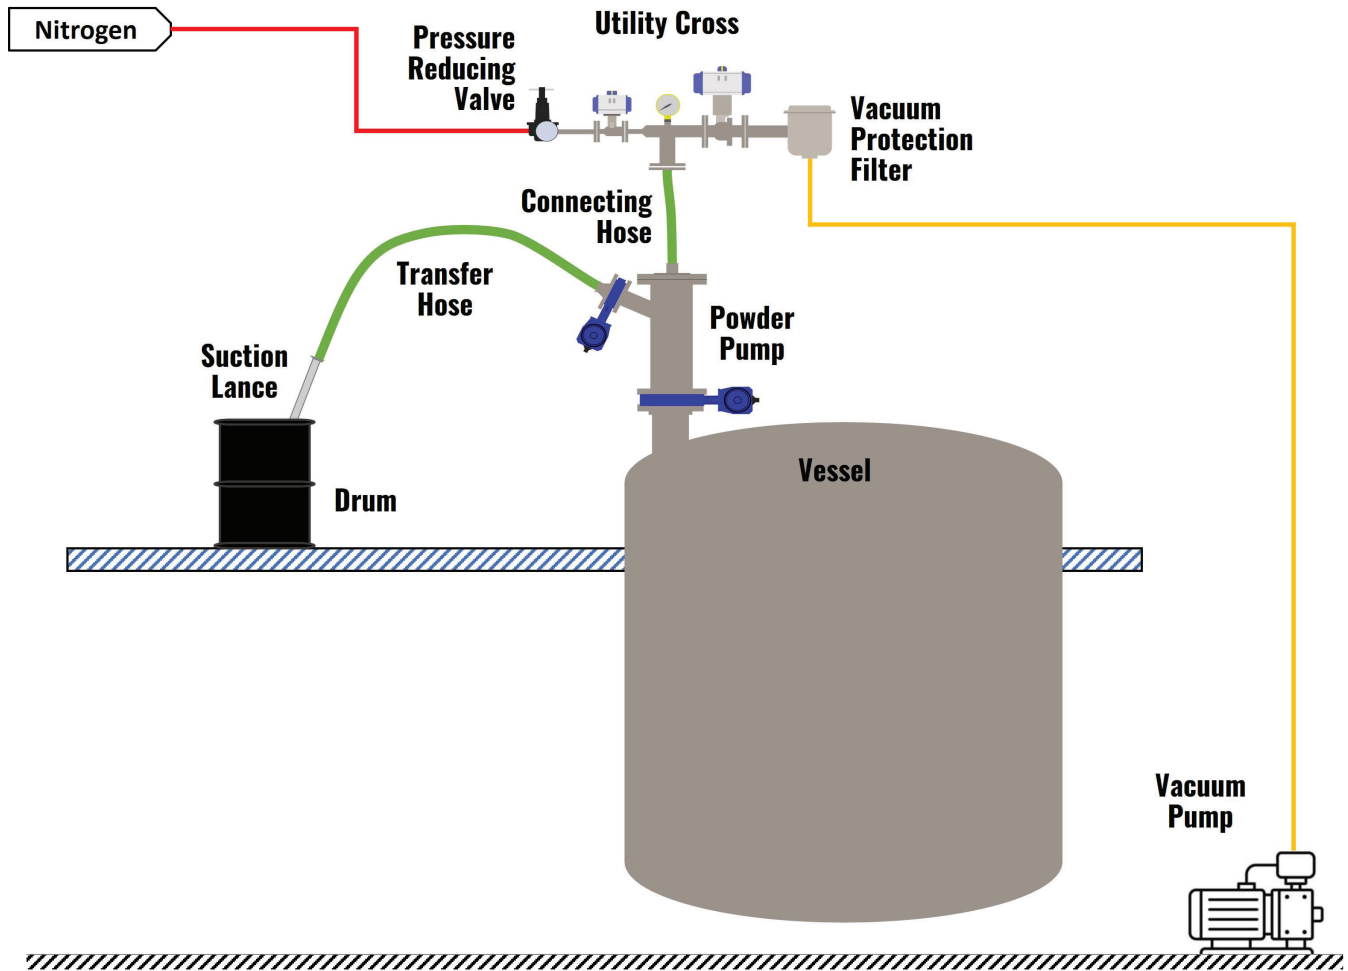 Nitrogen
Utility Cross
Pressure
Reducing
Valve
Vacuum
Protection
Filter
Connecting
Hose
Transfer
Hose
Powder
Pump
Suction
Lance
Vessel
Drum
Vacuum
Pump